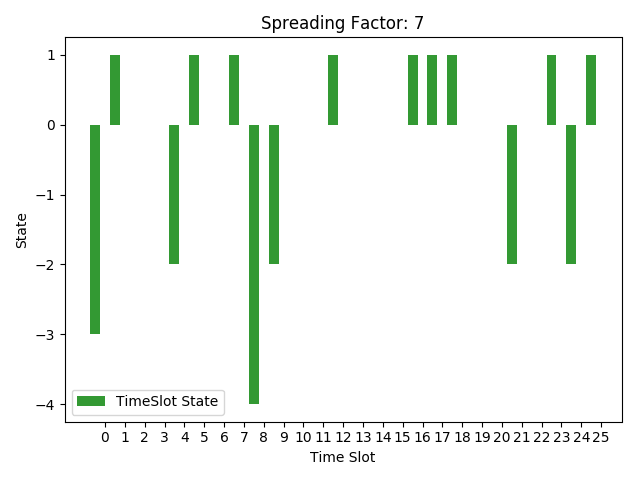 Spreading Factor: 7
1
0
−1
−2
−3
−4
State
TimeSlot State
0 1 2 3 4 5 6 7 8 9 10 11 12 13 14 15 16 17 18 19 20 21 22 23 24 25
Time Slot